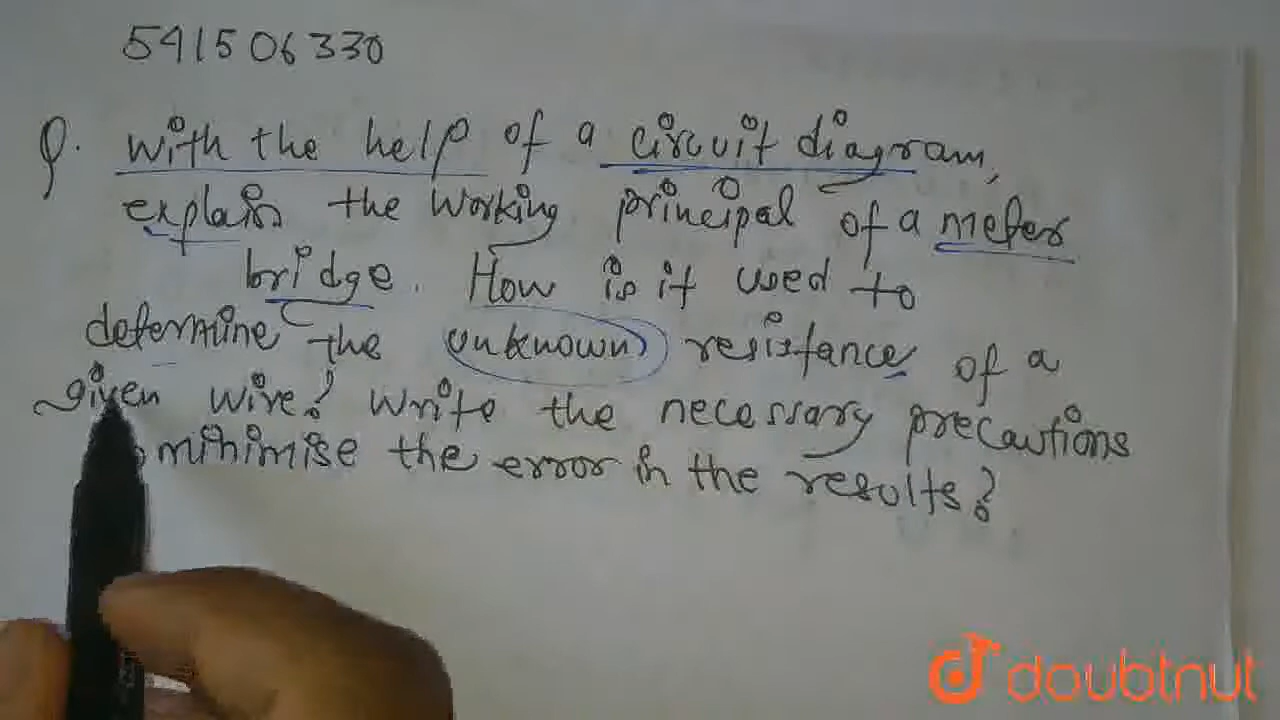 541506330
Q. With the help of a circuit diagram,
explain the working principal of a meter
bridge. How is it used to
determine the unknown resistance of a
given wire? Write the necessary precautions
minimise the error in the results?
doubtnut